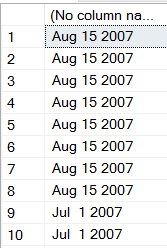 (No column na...
1 Aug 15 2007
2 Aug 15 2007
3 Aug 15 2007
4 Aug 15 2007
5 Aug 15 2007
6 Aug 15 2007
7 Aug 15 2007
8 Aug 15 2007
9 Jul  1 2007
10 Jul  1 2007